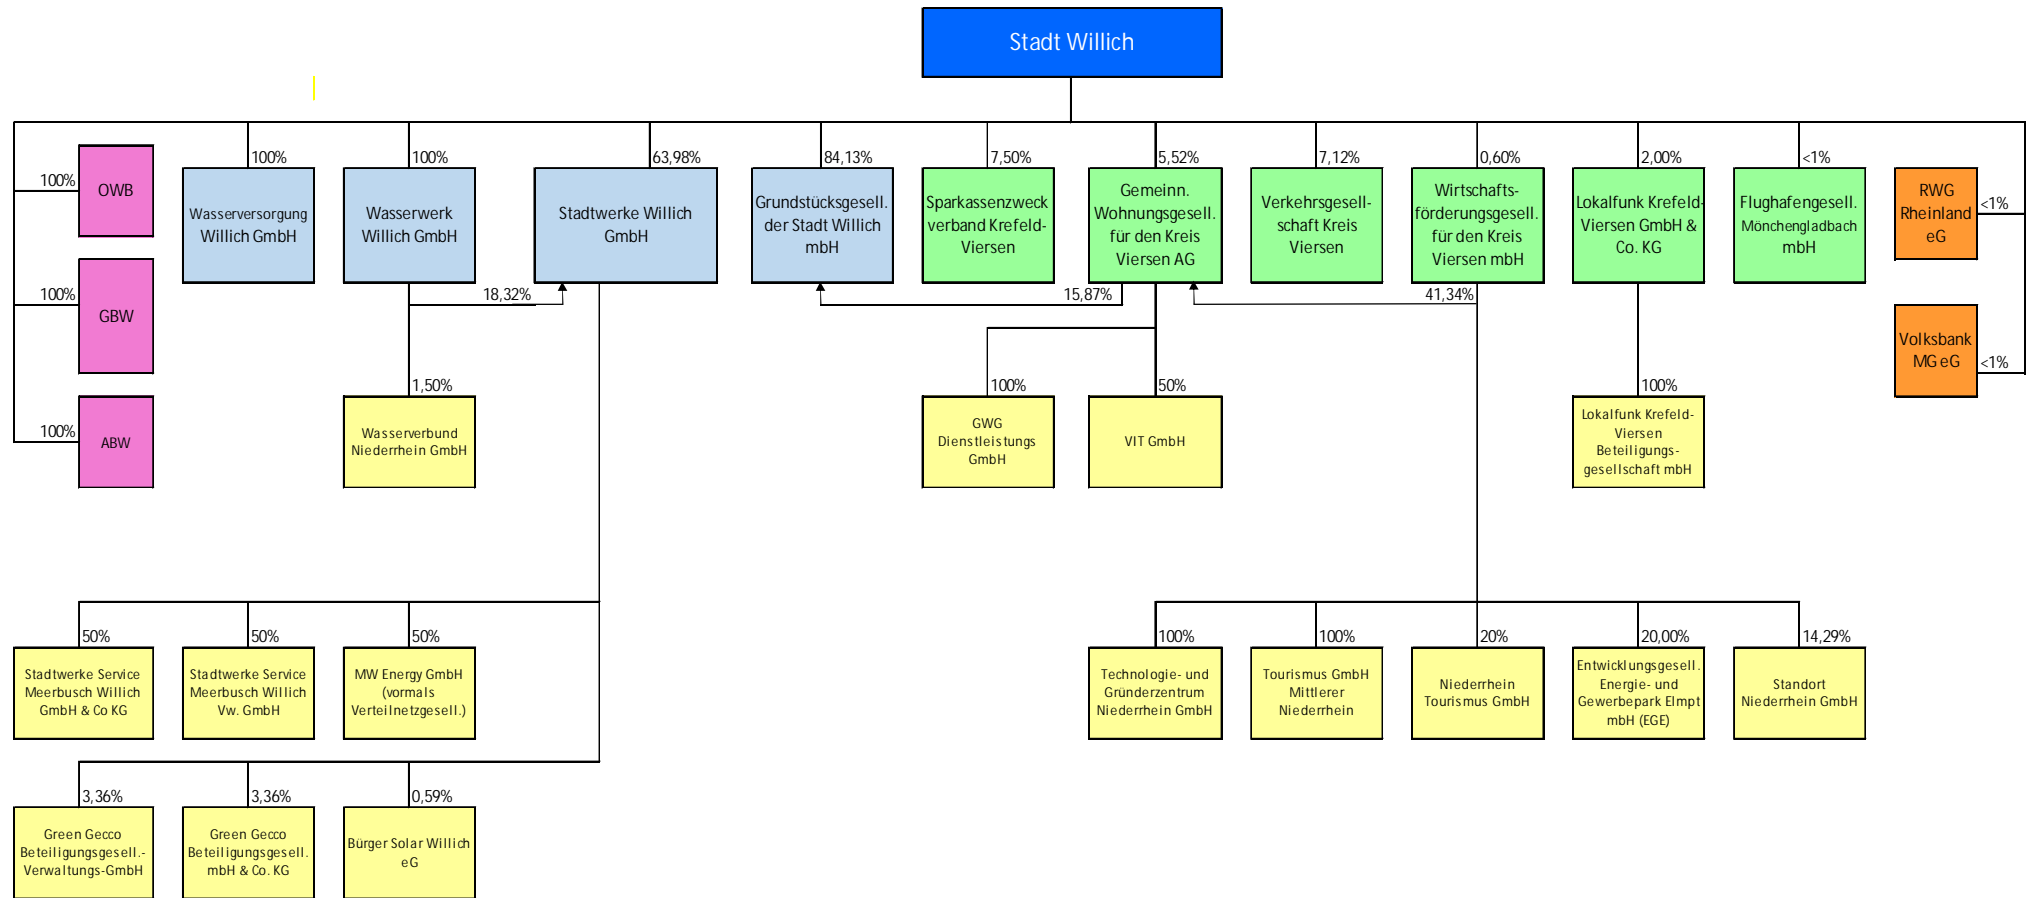 Stadt Willich
100%
OWB
100%
GBW
100%
ABW
100%
Wasserversorgung
Willich GmbH
100%
Wasserwerk
Willich GmbH
63,98%
Stadtwerke Willich
GmbH
84,13%
Grundstücksgesell.
der Stadt Willich
mbH
7,50%
Sparkassenzweck
verband Krefeld-
Viersen
5,52%
Gemeinn.
Wohnungsgesell.
für den Kreis
Viersen AG
7,12%
Verkehrsgesell-
schaft Kreis
Viersen
0,60%
Wirtschafts-
förderungsgesell.
für den Kreis
Viersen mbH
2,00%
Lokalfunk Krefeld-
Viersen GmbH &
Co. KG
<1%
Flughafengesell.
Mönchengladbach
mbH
RWG
Rheinland
eG
<1%
Volksbank
MG eG
<1%
18,32%
15,87%
41,34%
1,50%
Wasserverbund
Niederrhein GmbH
100%
GWG
Dienstleistungs
GmbH
50%
VIT GmbH
100%
Lokalfunk Krefeld-
Viersen
Beteiligungs-
gesellschaft mbH
50%
Stadtwerke Service
Meerbusch Willich
GmbH & Co KG
50%
Stadtwerke Service
Meerbusch Willich
Vw. GmbH
50%
MW Energy GmbH
(vormals
Verteilnetzgesell.)
100%
Technologie- und
Gründerzentrum
Niederrhein GmbH
100%
Tourismus GmbH
Mittlerer
Niederrhein
20%
Niederrhein
Tourismus GmbH
20,00%
Entwicklungsgesell.
Energie- und
Gewerbepark Elmpt
mbH (EGE)
14,29%
Standort
Niederrhein GmbH
3,36%
Green Gecco
Beteiligungsgesell.-
Verwaltungs-GmbH
3,36%
Green Gecco
Beteiligungsgesell.
mbH & Co. KG
0,59%
Bürger Solar Willich
eG